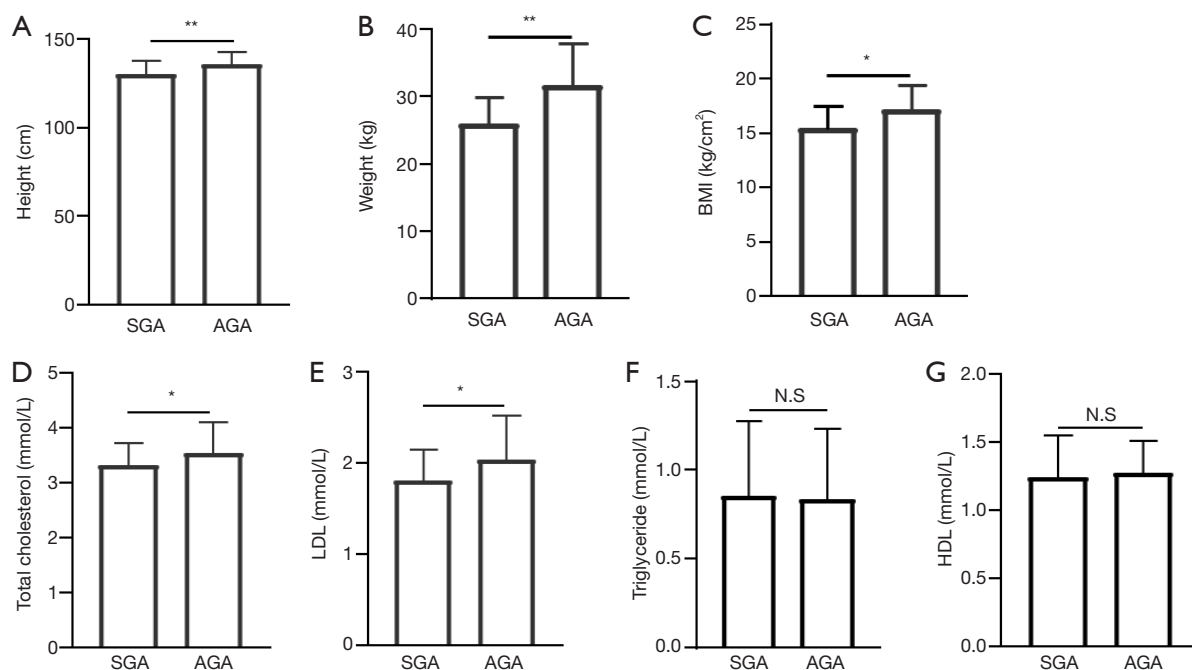 A
**
150
100
50
0
Height (cm)
SGA AGA
B
**
40
30
20
10
0
Weight (kg)
SGA AGA
C
*
25
20
15
10
5
0
BMI (kg/cm²)
SGA AGA
D
*
5
4
3
2
1
0
Total cholesterol (mmol/L)
SGA AGA
E
*
3
2
1
0
LDL (mmol/L)
SGA AGA
F
N.S
1.5
1.0
0.5
0.0
Triglyceride (mmol/L)
SGA AGA
G
N.S
2.0
1.5
1.0
0.5
0.0
HDL (mmol/L)
SGA AGA